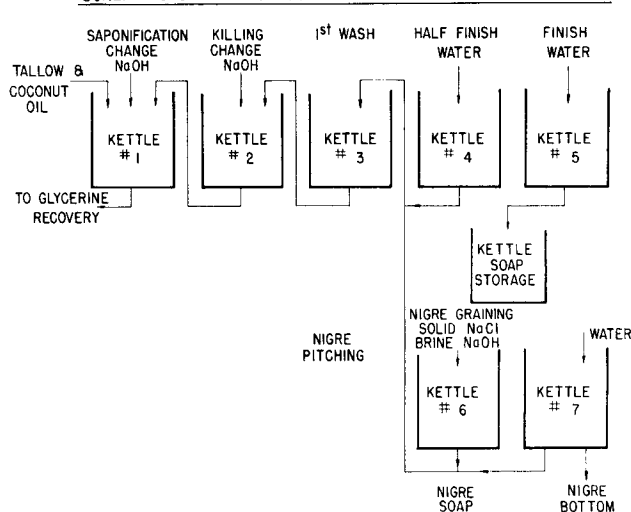 SAPONIFICATION
CHANGE
NaOH
KILLING
CHANGE
NaOH
1st WASH
HALF FINISH
WATER
FINISH
WATER
TALLOW &
COCONUT
OIL
KETTLE
# 1
KETTLE
# 2
KETTLE
# 3
KETTLE
# 4
KETTLE
# 5
TO GLYCERINE
RECOVERY
KETTLE
SOAP
STORAGE
NIGRE GRAINING
SOLID NaCl
BRINE NaOH
NIGRE
PITCHING
WATER
KETTLE
# 6
KETTLE
# 7
NIGRE
SOAP
NIGRE
BOTTOM